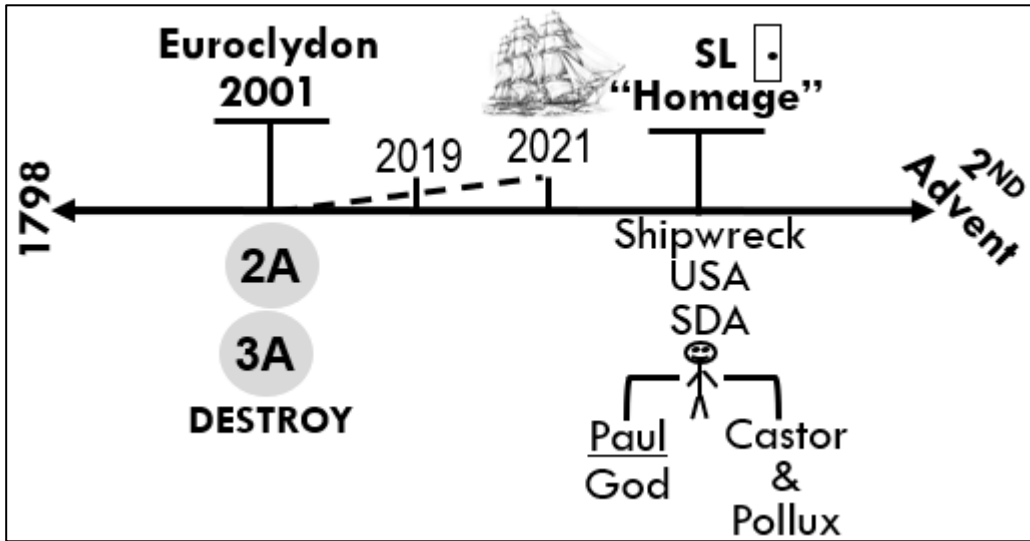 Euroclydon
2001
2019
2021
SL
“Homage”
1798
2ND
Advent
2A
3A
DESTROY
Shipwreck
USA
SDA
Paul
God
Castor
&
Pollux